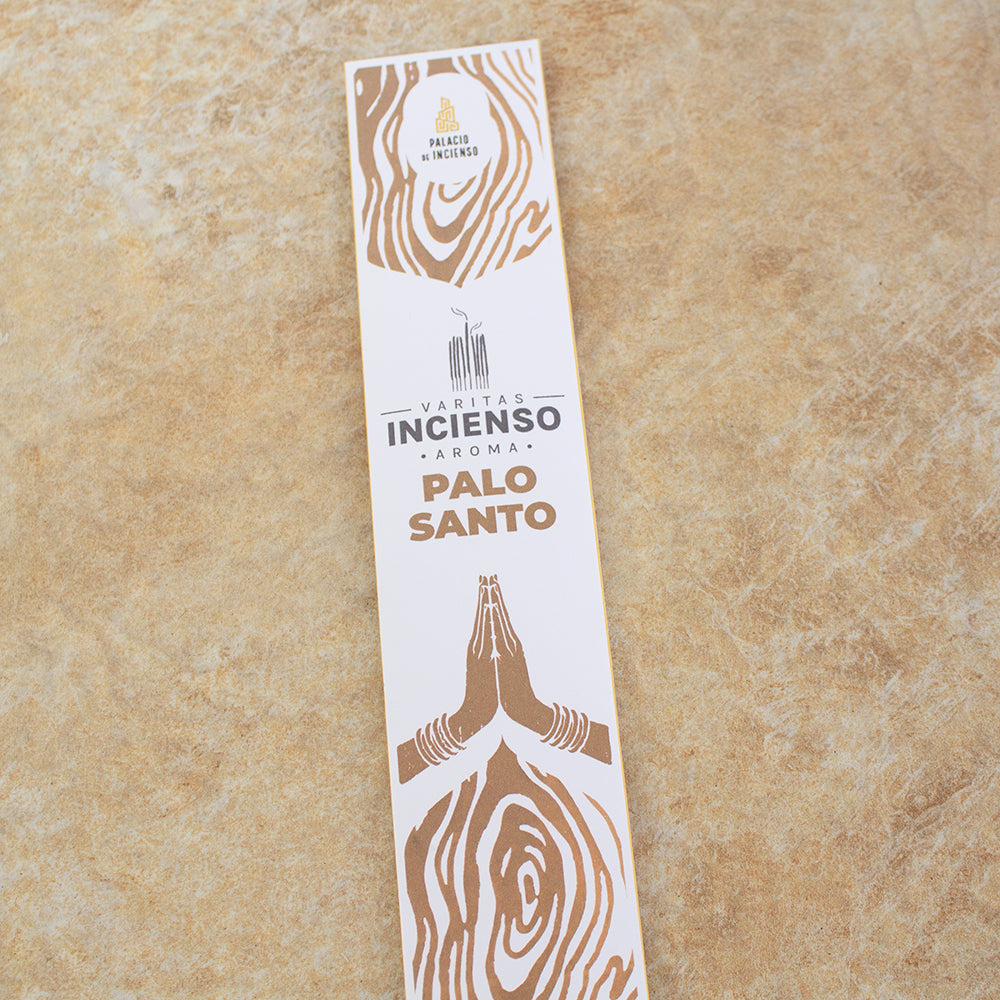 PALACIO
DE INCIENSO
VARITAS
INCIENSO
• AROMA •
PALO
SANTO